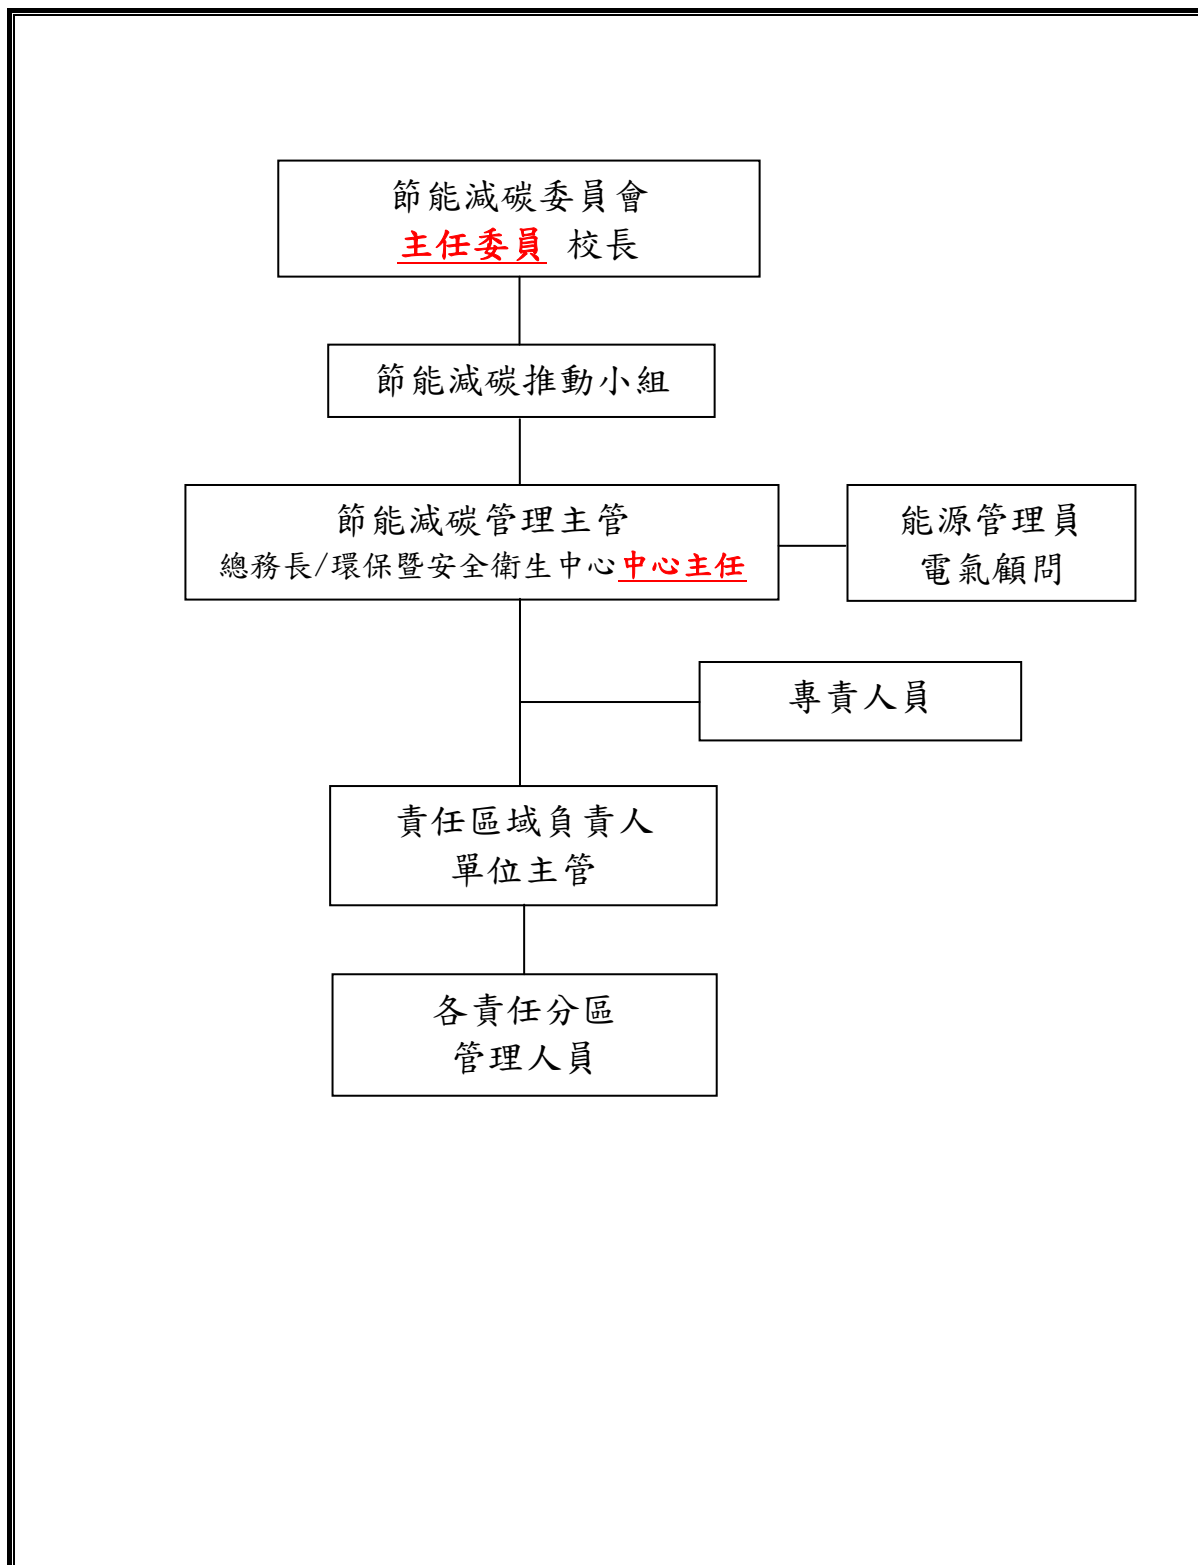 節能減碳委員會
主任委員 校長
節能減碳推動小組
節能減碳管理主管
總務長/環保暨安全衛生中心中心主任
能源管理員
電氣顧問
專責人員
責任區域負責人
單位主管
各責任分區
管理人員